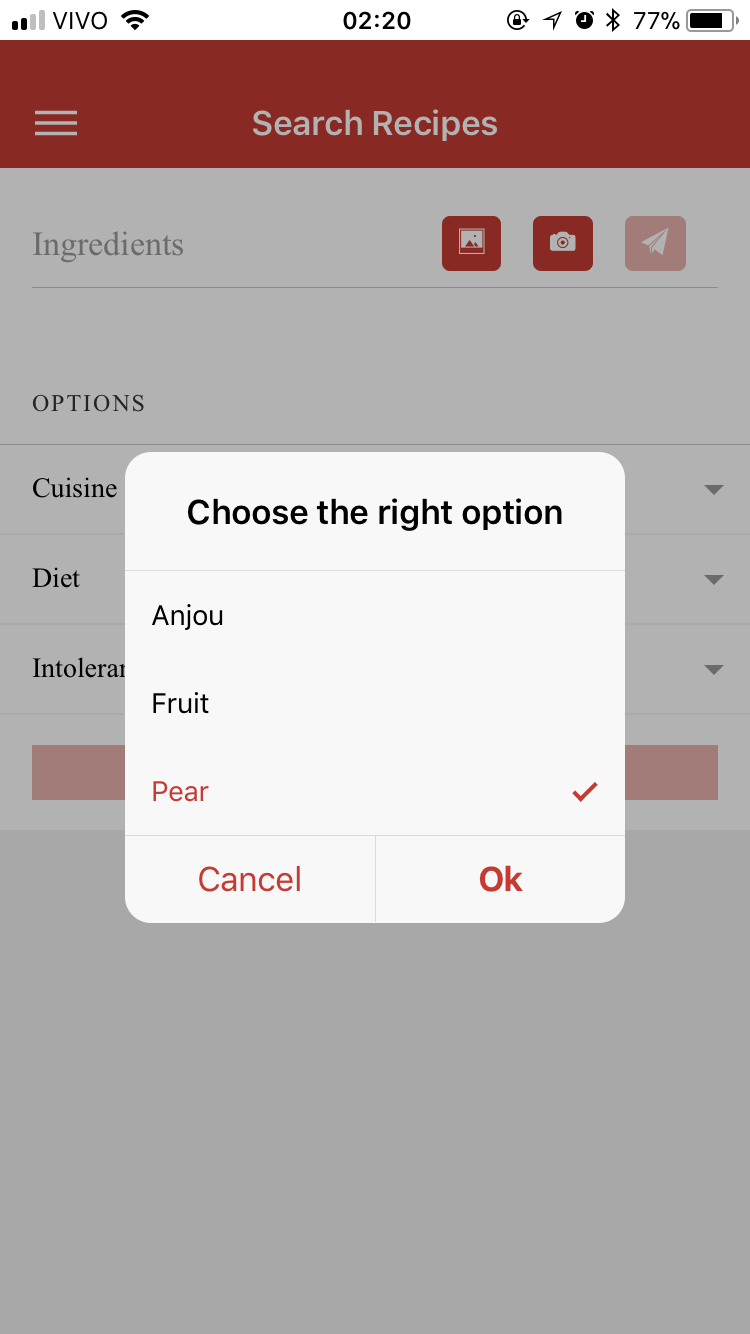 VIVO 02:20 77%
Search Recipes
Ingredients
OPTIONS
Cuisine
Choose the right option
Diet
Anjou
Intoleran
Fruit
Pear
Cancel Ok